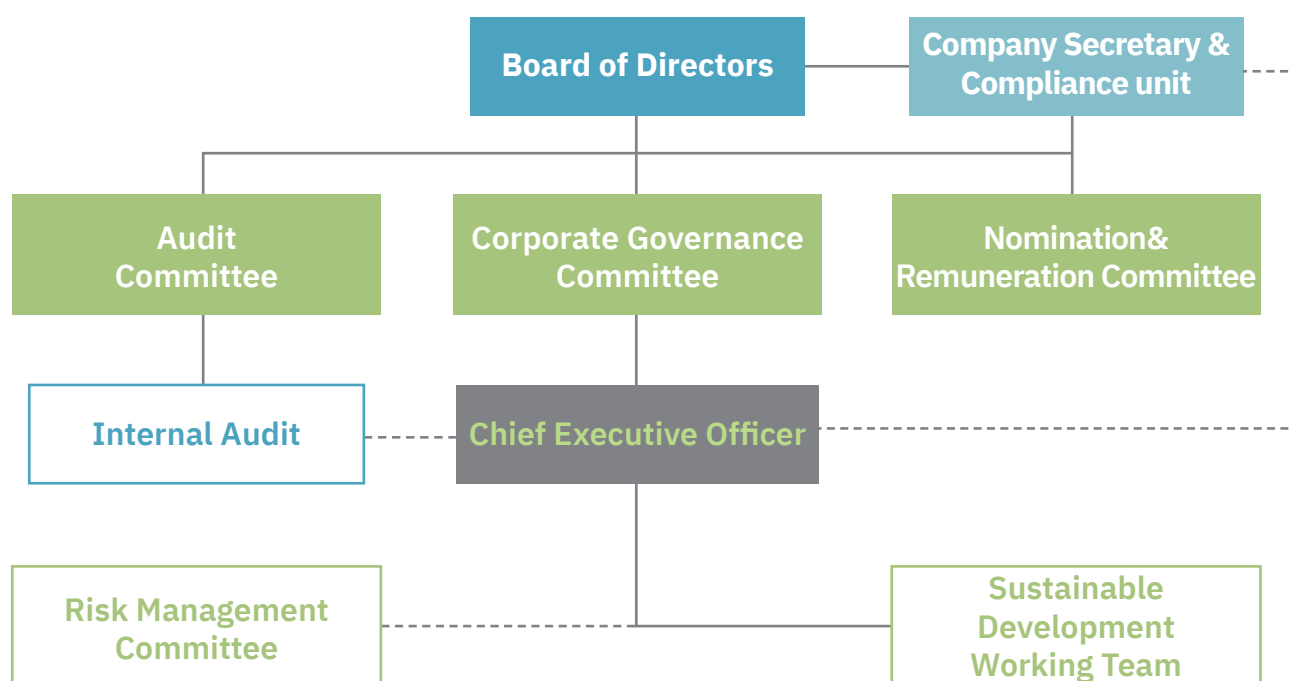 Board of Directors
Company Secretary &
Compliance unit
Audit
Committee
Corporate Governance
Committee
Nomination&
Remuneration Committee
Internal Audit
Chief Executive Officer
Risk Management
Committee
Sustainable
Development
Working Team